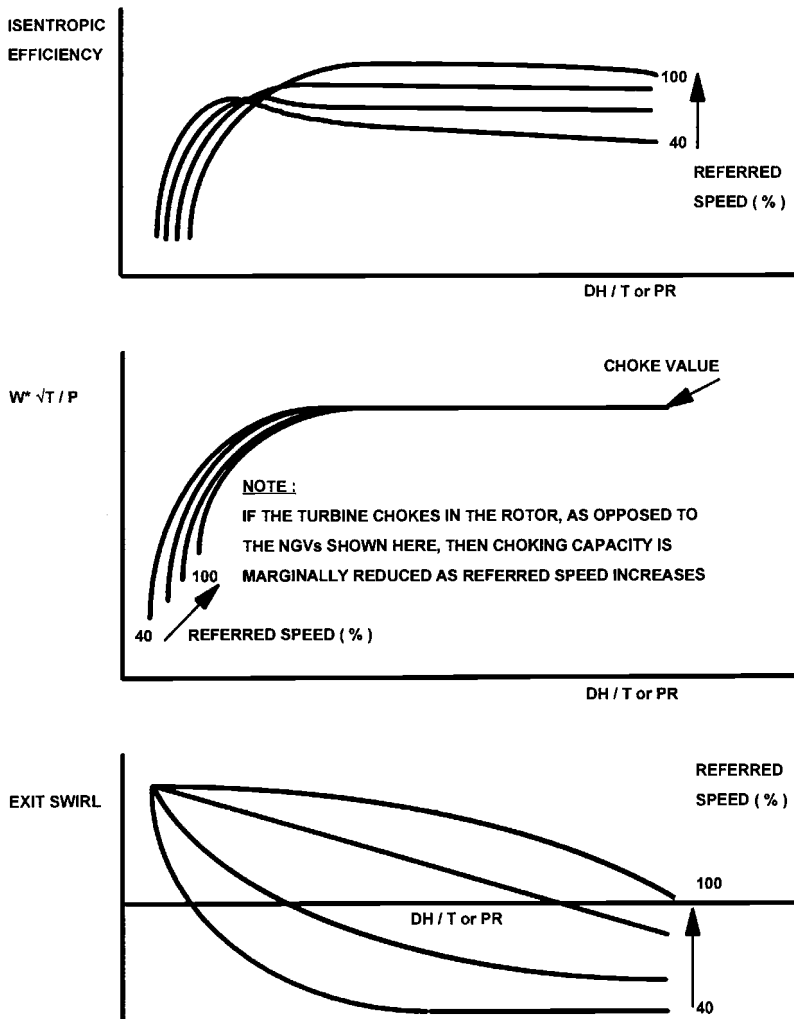 ISENTROPIC
EFFICIENCY
100
40
REFERRED
SPEED ( % )
DH / T or PR
CHOKE VALUE
W* √T / P
NOTE :
IF THE TURBINE CHOKES IN THE ROTOR, AS OPPOSED TO
THE NGVs SHOWN HERE, THEN CHOKING CAPACITY IS
MARGINALLY REDUCED AS REFERRED SPEED INCREASES
100
40
REFERRED SPEED ( % )
DH / T or PR
REFERRED
SPEED ( % )
EXIT SWIRL
100
DH / T or PR
40